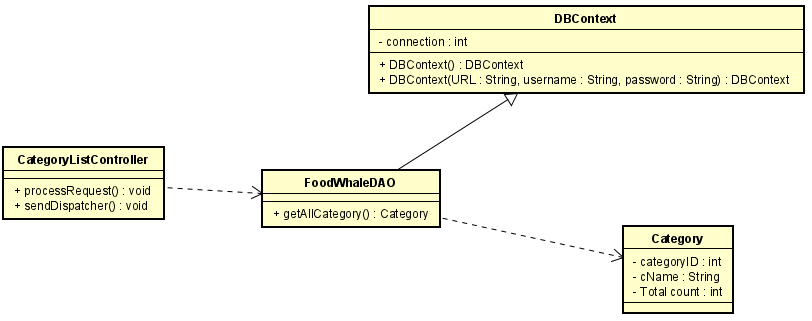 DBContext
- connection : int
+ DBContext() : DBContext
+ DBContext(URL : String, username : String, password : String) : DBContext
CategoryListController
+ processRequest() : void
+ sendDispatcher() : void
FoodWhaleDAO
+ getAllCategory() : Category
Category
- categoryID : int
- cName : String
- Total count : int